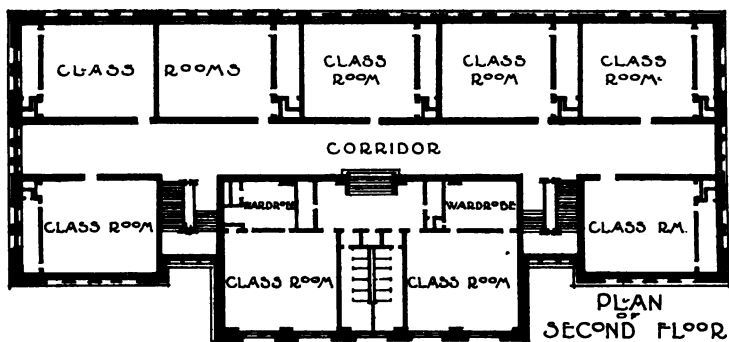 CLASS ROOMS
CLASS ROOM
CLASS ROOM
CLASS ROOM
CORRIDOR
CLASS ROOM
WARDROBE
WARDROBE
CLASS RM.
CLASS ROOM
CLASS ROOM
PLAN
OF
SECOND FLOOR